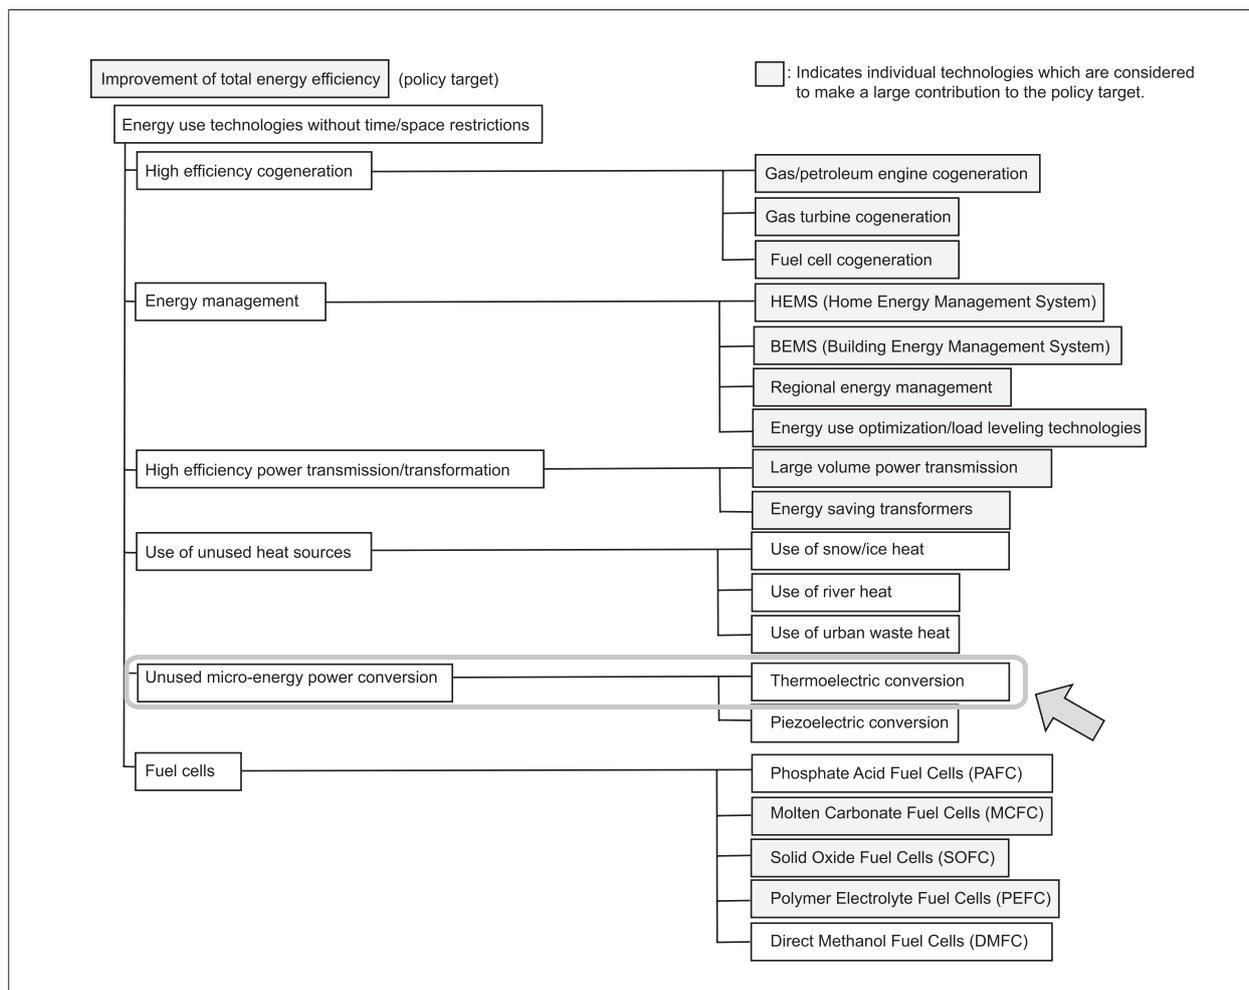 Improvement of total energy efficiency (policy target)
: Indicates individual technologies which are considered
to make a large contribution to the policy target.
Energy use technologies without time/space restrictions
High efficiency cogeneration
Gas/petroleum engine cogeneration
Gas turbine cogeneration
Fuel cell cogeneration
Energy management
HEMS (Home Energy Management System)
BEMS (Building Energy Management System)
Regional energy management
Energy use optimization/load leveling technologies
High efficiency power transmission/transformation
Large volume power transmission
Energy saving transformers
Use of unused heat sources
Use of snow/ice heat
Use of river heat
Use of urban waste heat
Unused micro-energy power conversion
Thermoelectric conversion
Piezoelectric conversion
Fuel cells
Phosphate Acid Fuel Cells (PAFC)
Molten Carbonate Fuel Cells (MCFC)
Solid Oxide Fuel Cells (SOFC)
Polymer Electrolyte Fuel Cells (PEFC)
Direct Methanol Fuel Cells (DMFC)